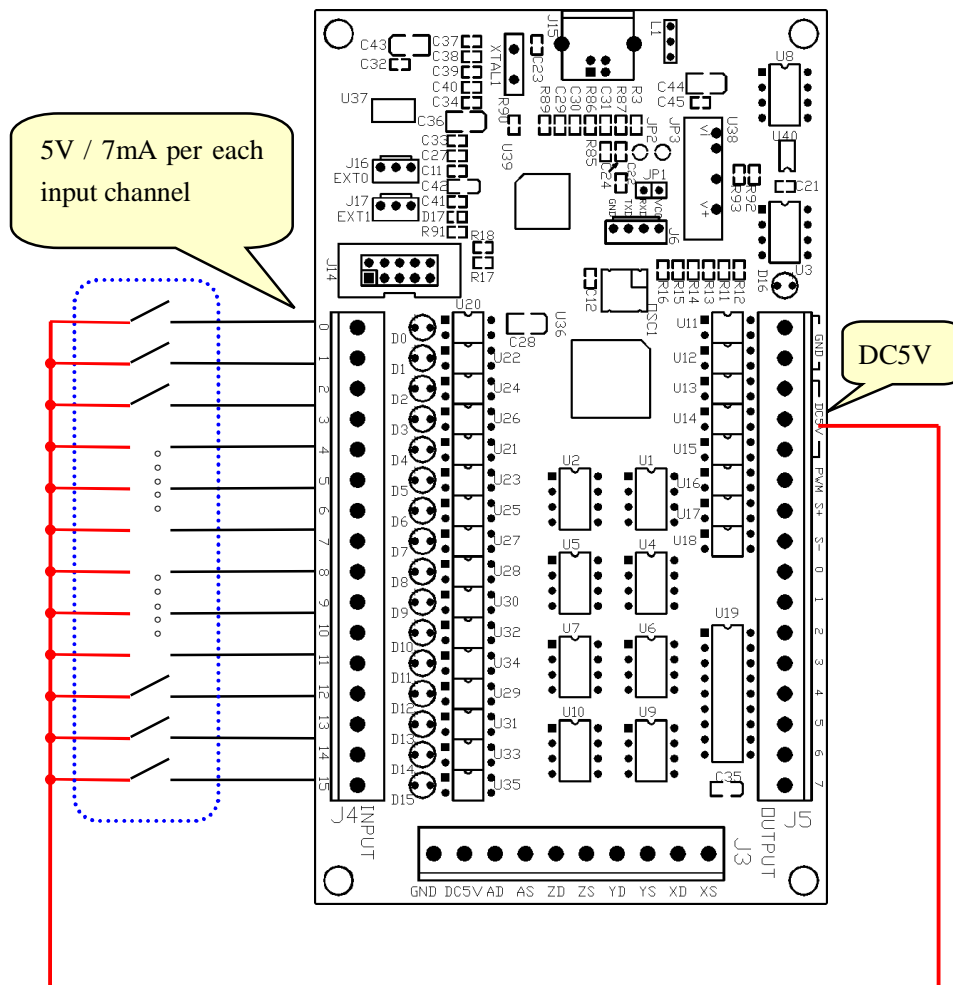 5V / 7mA per each
input channel
DC5V
C43
C32
U37
C37
C38
C39
C40
C34
C36
C33
C27
C11
C42
C41
D17
R91
J16
EXT0
J17
EXT1
J14
R18
R17
XTAL1
C23
J15
L1
R90
U39
R89
C29
C30
R86
C31
R87
R3
R85
C24
C22
JP2
JP3
JP1
GND
TXD
RXD
VCC
J6
C44
C45
U38
Vi
V+
U8
U40
C21
R93
R92
U3
D16
C12
OSC1
R16
R15
R14
R13
R11
R12
U36
C28
U20
U22
U24
U26
U21
U23
U25
U27
U28
U30
U32
U34
U29
U31
U33
U35
D0
D1
D2
D3
D4
D5
D6
D7
D8
D9
D10
D11
D12
D13
D14
D15
0
1
2
3
4
5
6
7
8
9
10
11
12
13
14
15
J4
INPUT
U11
U12
U13
U14
U15
U16
U17
U18
U2
U1
U5
U4
U7
U6
U10
U9
U19
C35
GND
DC5V
PWM
S+
S-
0
1
2
3
4
5
6
7
J5
OUTPUT
J3
GND DC5V AD AS ZD ZS YD YS XD XS